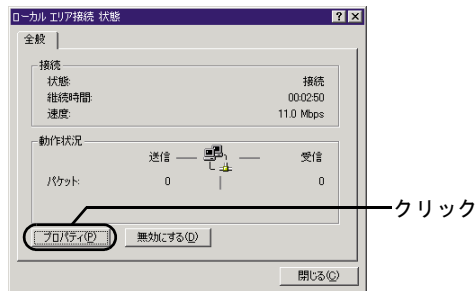 ローカル エリア接続 状態
全般
接続
状態: 接続
継続時間: 00:02:50
速度: 11.0 Mbps
動作状況
送信 受信
パケット: 0 0
クリック
プロパティ(P) 無効にする(D)
閉じる(C)